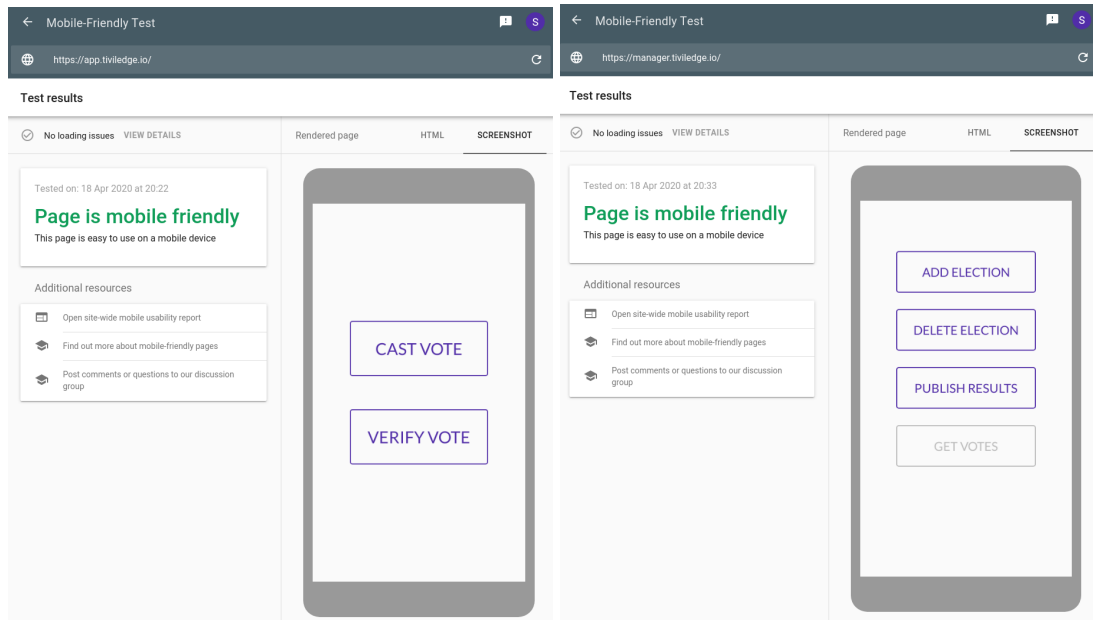 Mobile-Friendly Test
S
https://app.tiviledge.io/
Test results
No loading issues VIEW DETAILS
Rendered page HTML SCREENSHOT
Tested on: 18 Apr 2020 at 20:22
Page is mobile friendly
This page is easy to use on a mobile device
Additional resources
Open site-wide mobile usability report
Find out more about mobile-friendly pages
Post comments or questions to our discussion
group
CAST VOTE
VERIFY VOTE
Mobile-Friendly Test
S
https://manager.tiviledge.io/
Test results
No loading issues VIEW DETAILS
Rendered page HTML SCREENSHOT
Tested on: 18 Apr 2020 at 20:33
Page is mobile friendly
This page is easy to use on a mobile device
Additional resources
Open site-wide mobile usability report
Find out more about mobile-friendly pages
Post comments or questions to our discussion
group
ADD ELECTION
DELETE ELECTION
PUBLISH RESULTS
GET VOTES